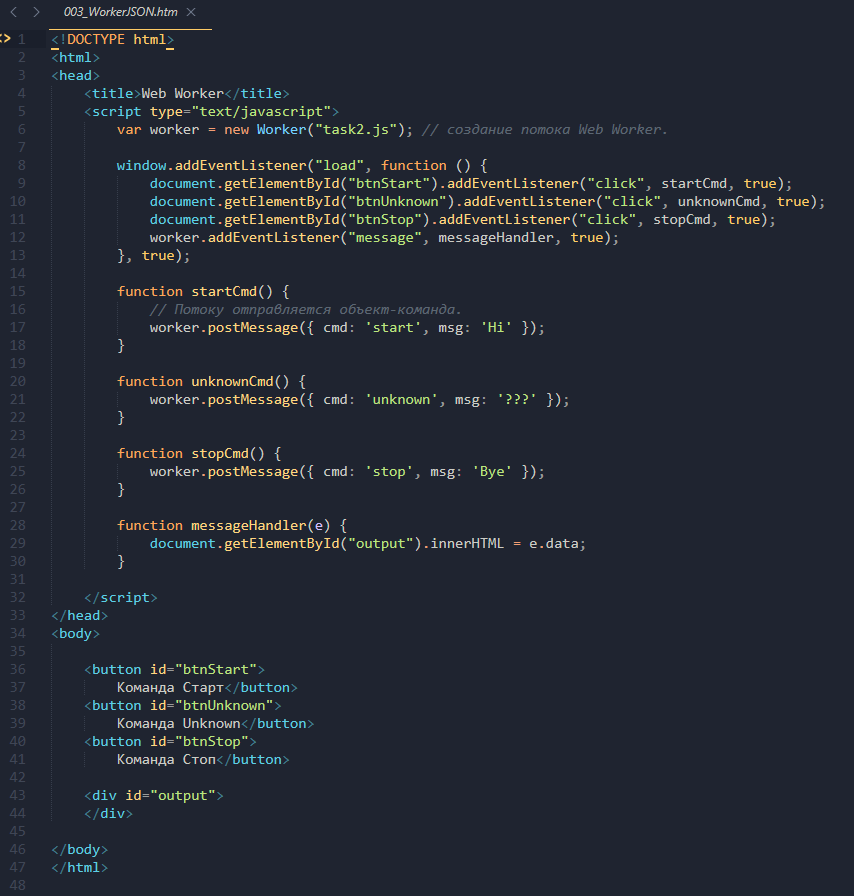 003_WorkerJSON.htm
1 <!DOCTYPE html>
2 <html>
3 <head>
4 <title>Web Worker</title>
5 <script type="text/javascript">
6 var worker = new Worker("task2.js"); // создание потока Web Worker.
7
8 window.addEventListener("load", function () {
9 document.getElementById("btnStart").addEventListener("click", startCmd, true);
10 document.getElementById("btnUnknown").addEventListener("click", unknownCmd, true);
11 document.getElementById("btnStop").addEventListener("click", stopCmd, true);
12 worker.addEventListener("message", messageHandler, true);
13 }, true);
14
15 function startCmd() {
16 // Потоку отправляется объект-команда.
17 worker.postMessage({ cmd: 'start', msg: 'Hi' });
18 }
19
20 function unknownCmd() {
21 worker.postMessage({ cmd: 'unknown', msg: '???' });
22 }
23
24 function stopCmd() {
25 worker.postMessage({ cmd: 'stop', msg: 'Bye' });
26 }
27
28 function messageHandler(e) {
29 document.getElementById("output").innerHTML = e.data;
30 }
31
32 </script>
33 </head>
34 <body>
35
36 <button id="btnStart">
37 Команда Старт</button>
38 <button id="btnUnknown">
39 Команда Unknown</button>
40 <button id="btnStop">
41 Команда Стоп</button>
42
43 <div id="output">
44 </div>
45
46 </body>
47 </html>
48